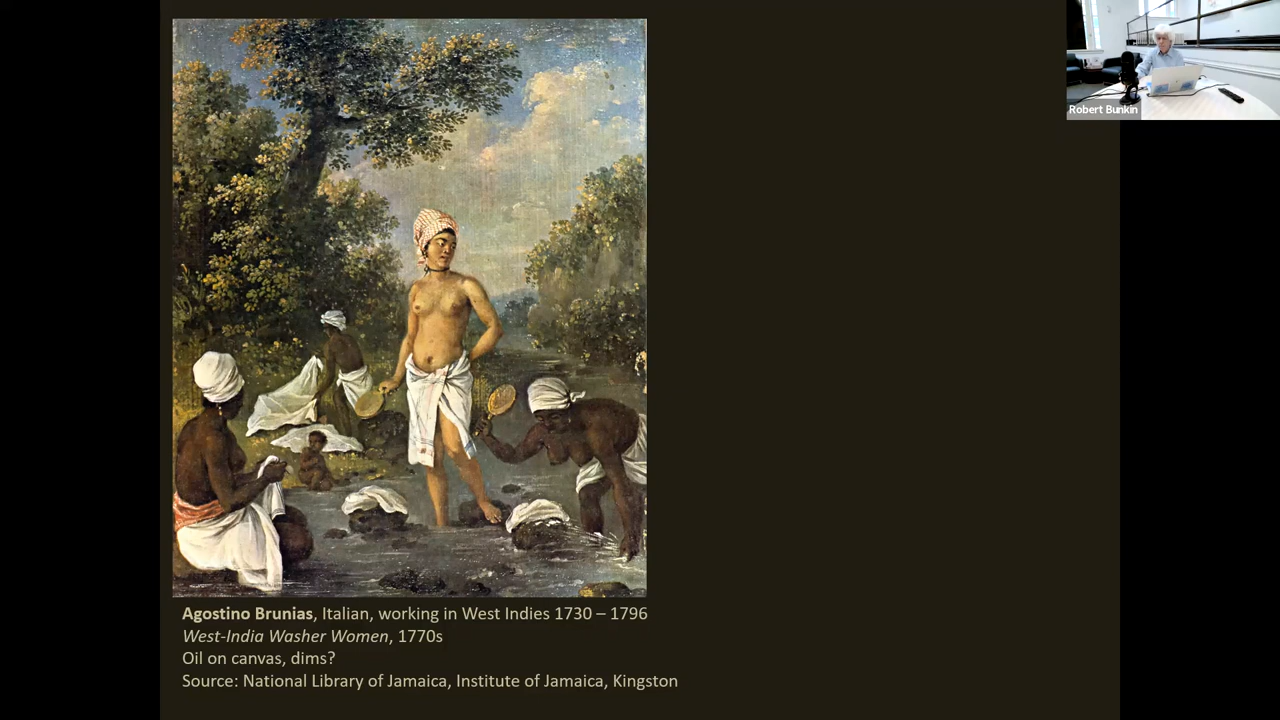 Robert Bunkin
Agostino Brunias, Italian, working in West Indies 1730 – 1796
West-India Washer Women, 1770s
Oil on canvas, dims?
Source: National Library of Jamaica, Institute of Jamaica, Kingston